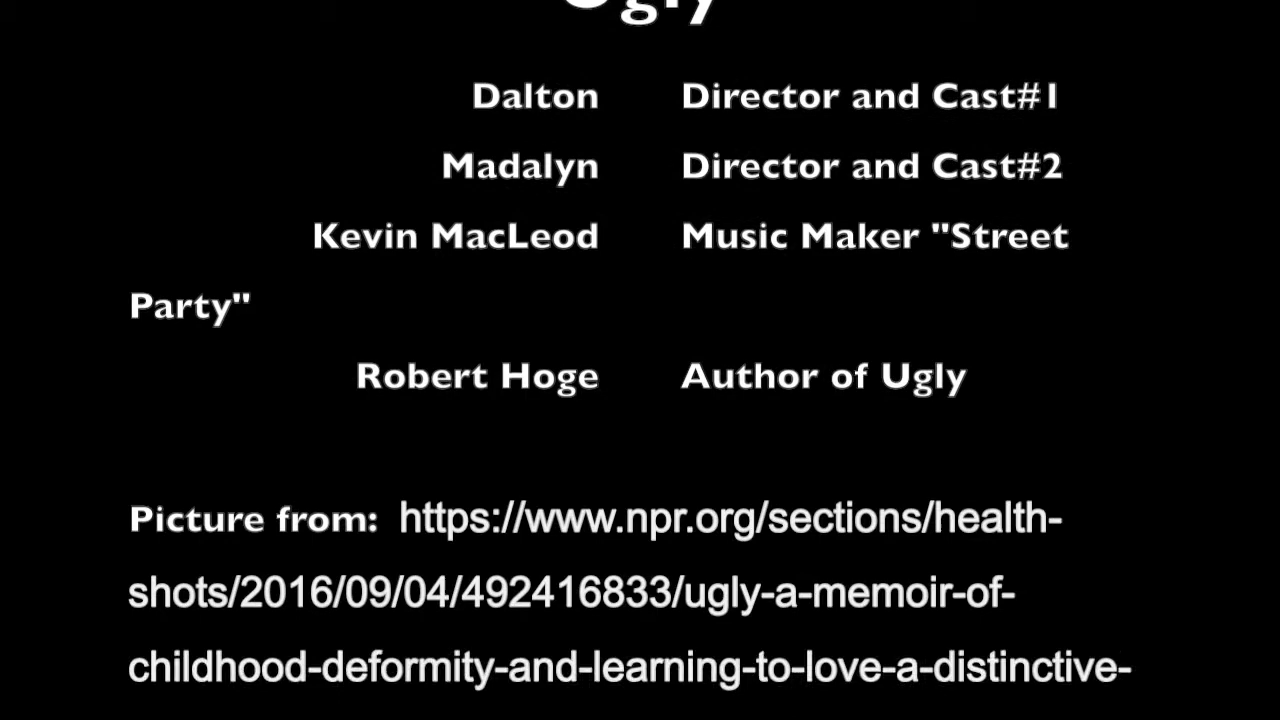 Ugly
Dalton Director and Cast#1
Madalyn Director and Cast#2
Kevin MacLeod Music Maker "Street
Party"
Robert Hoge Author of Ugly
Picture from: https://www.npr.org/sections/health-
shots/2016/09/04/492416833/ugly-a-memoir-of-
childhood-deformity-and-learning-to-love-a-distinctive-